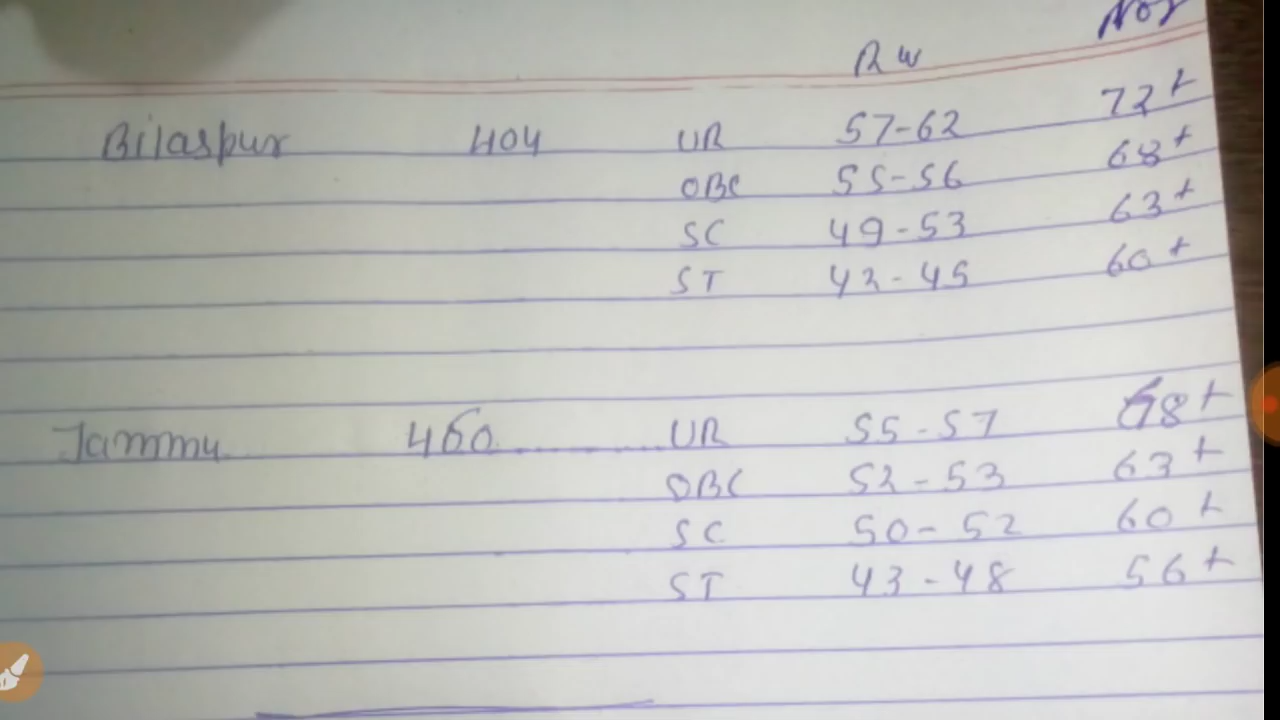 RW Nor
Bilaspur 404 UR 57-62 72+
OBC 55-56 68+
SC 49-53 63+
ST 42-45 60+
Jammu 460............ UR 55-57 68+
OBC 52-53 63+
SC 50-52 60+
ST 43-48 56+